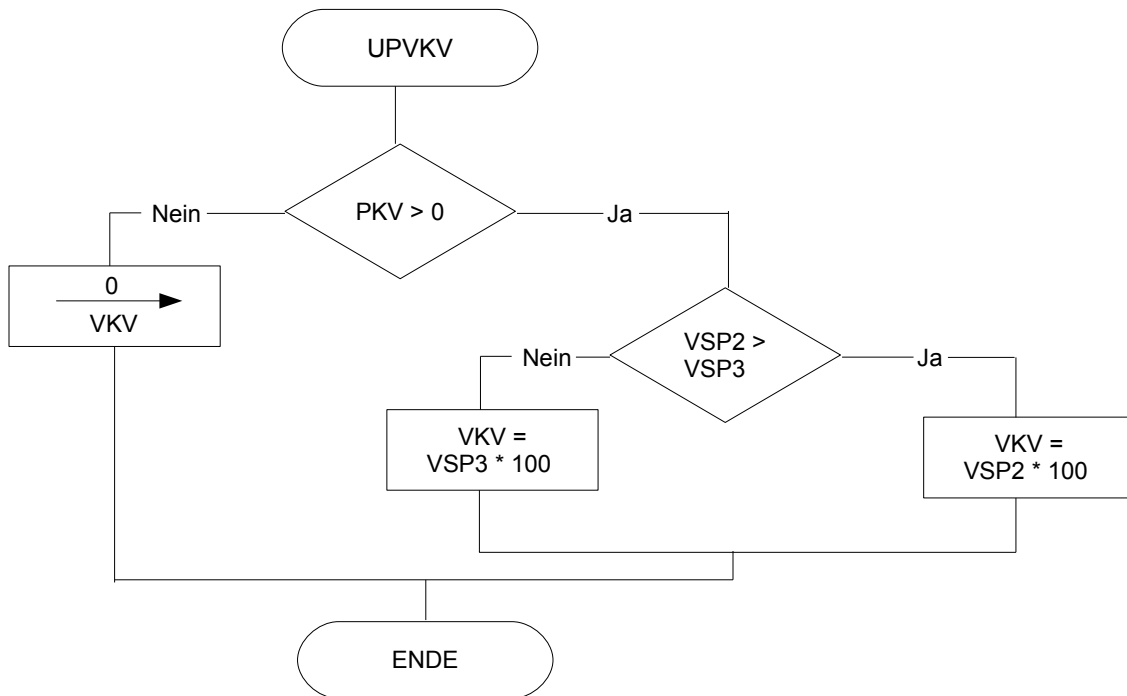 UPVKV
PKV > 0
Nein
Ja
0
VKV
VSP2 >
VSP3
Nein
Ja
VKV =
VSP3 * 100
VKV =
VSP2 * 100
ENDE